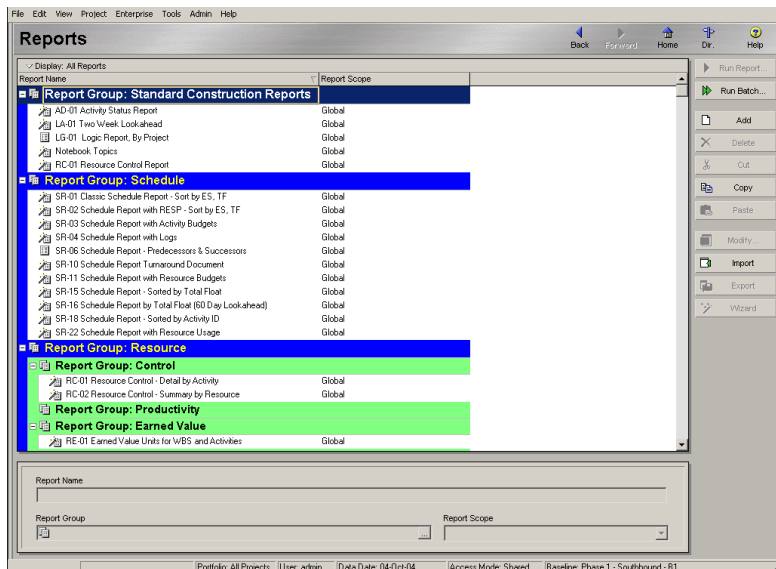 File Edit View Project Enterprise Tools Admin Help
Reports
Back Forward Home Dir. Help
Display: All Reports
Report Name Report Scope
Report Group: Standard Construction Reports
AD-01 Activity Status Report Global
LA-01 Two Week Lookahead Global
LG-01 Logic Report, By Project Global
Notebook Topics Global
RC-01 Resource Control Report Global
Report Group: Schedule
SR-01 Classic Schedule Report - Sort by ES, TF Global
SR-02 Schedule Report with RESP - Sort by ES, TF Global
SR-03 Schedule Report with Activity Budgets Global
SR-04 Schedule Report with Logs Global
SR-06 Schedule Report - Predecessors & Successors Global
SR-10 Schedule Report Turnaround Document Global
SR-11 Schedule Report with Resource Budgets Global
SR-15 Schedule Report - Sorted by Total Float Global
SR-16 Schedule Report by Total Float (60 Day Lookahead) Global
SR-18 Schedule Report - Sorted by Activity ID Global
SR-22 Schedule Report with Resource Usage Global
Report Group: Resource
Report Group: Control
RC-01 Resource Control - Detail by Activity Global
RC-02 Resource Control - Summary by Resource Global
Report Group: Productivity
Report Group: Earned Value
RE-01 Earned Value Units for WBS and Activities Global
Run Report...
Run Batch...
Add
Delete
Cut
Copy
Paste
Modify...
Import
Export
Wizard
Report Name
Report Group Report Scope
...
Portfolio: All Projects User: admin Data Date: 04-Oct-04 Access Mode: Shared Baseline: Phase 1 - Southbound - B1